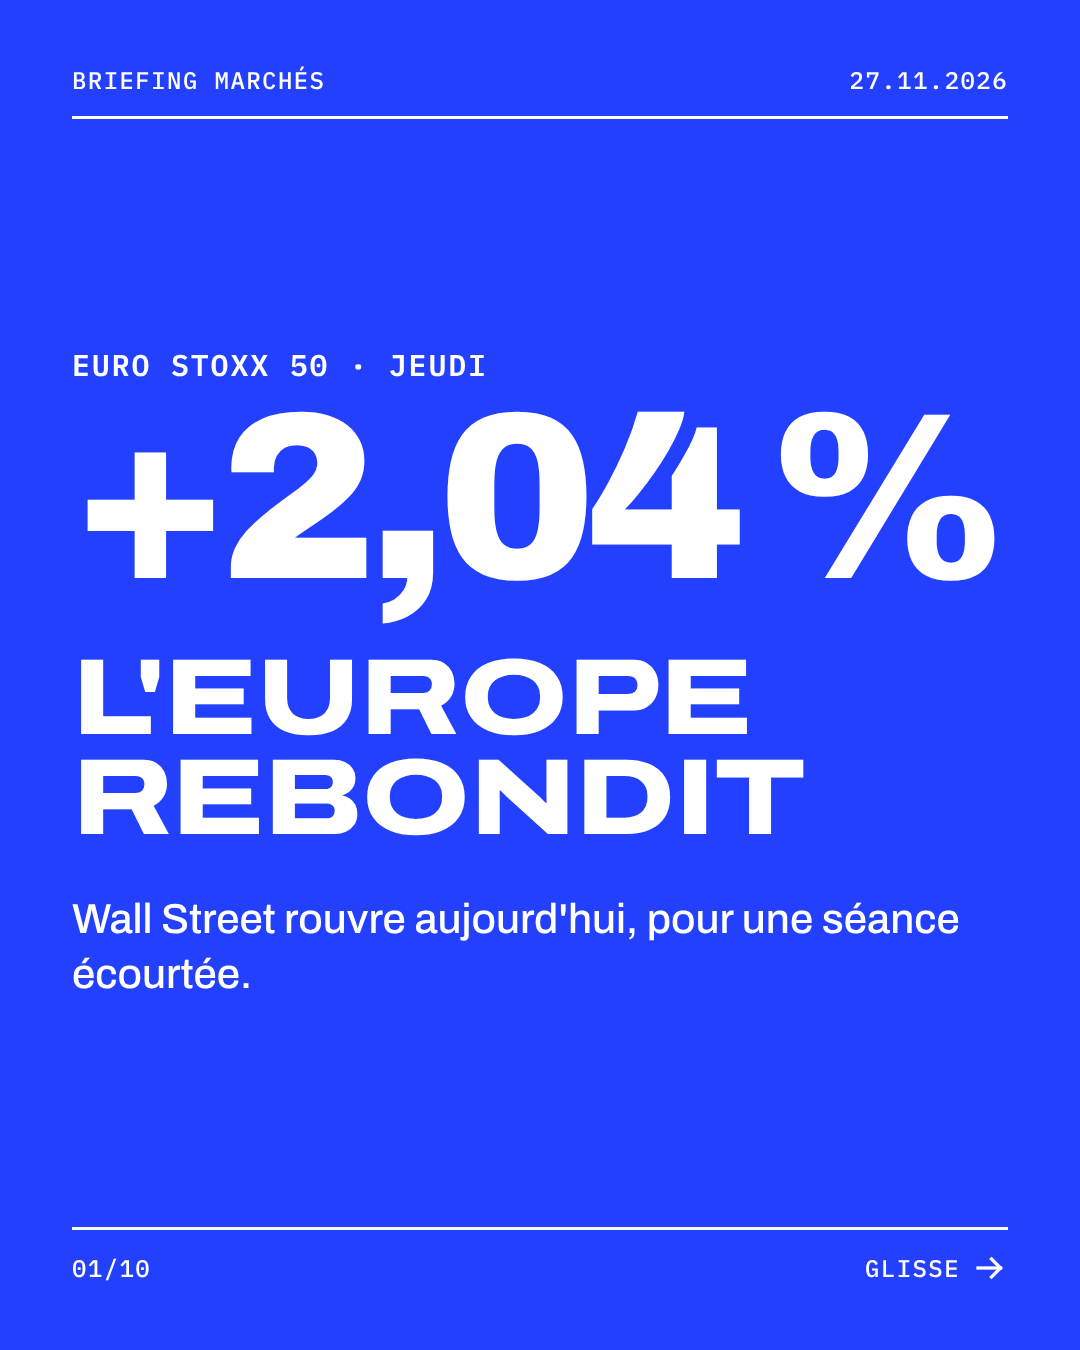 BRIEFING MARCHÉS
27.11.2026
EURO STOXX 50 · JEUDI
+2,04 %
L'EUROPE
REBONDIT
Wall Street rouvre aujourd'hui, pour une séance
écourtée.
01/10
GLISSE →